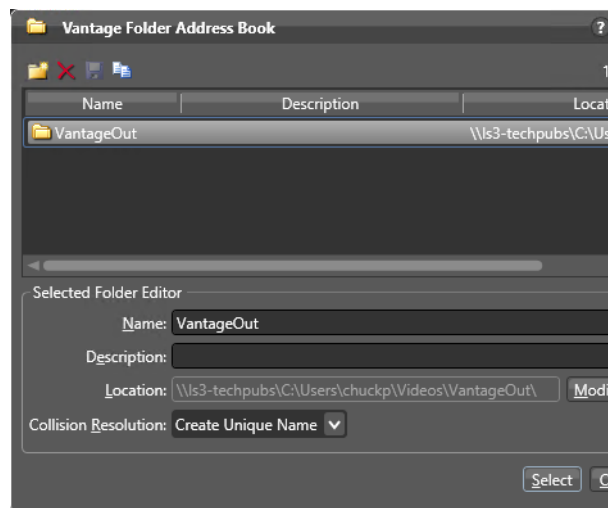 Vantage Folder Address Book ?
1
Name Description Locat
VantageOut \\ls3-techpubs\C:\Us
Selected Folder Editor
Name: VantageOut
Description:
Location: \\ls3-techpubs\C:\Users\chuckp\Videos\VantageOut\ Modi
Collision Resolution: Create Unique Name
Select C